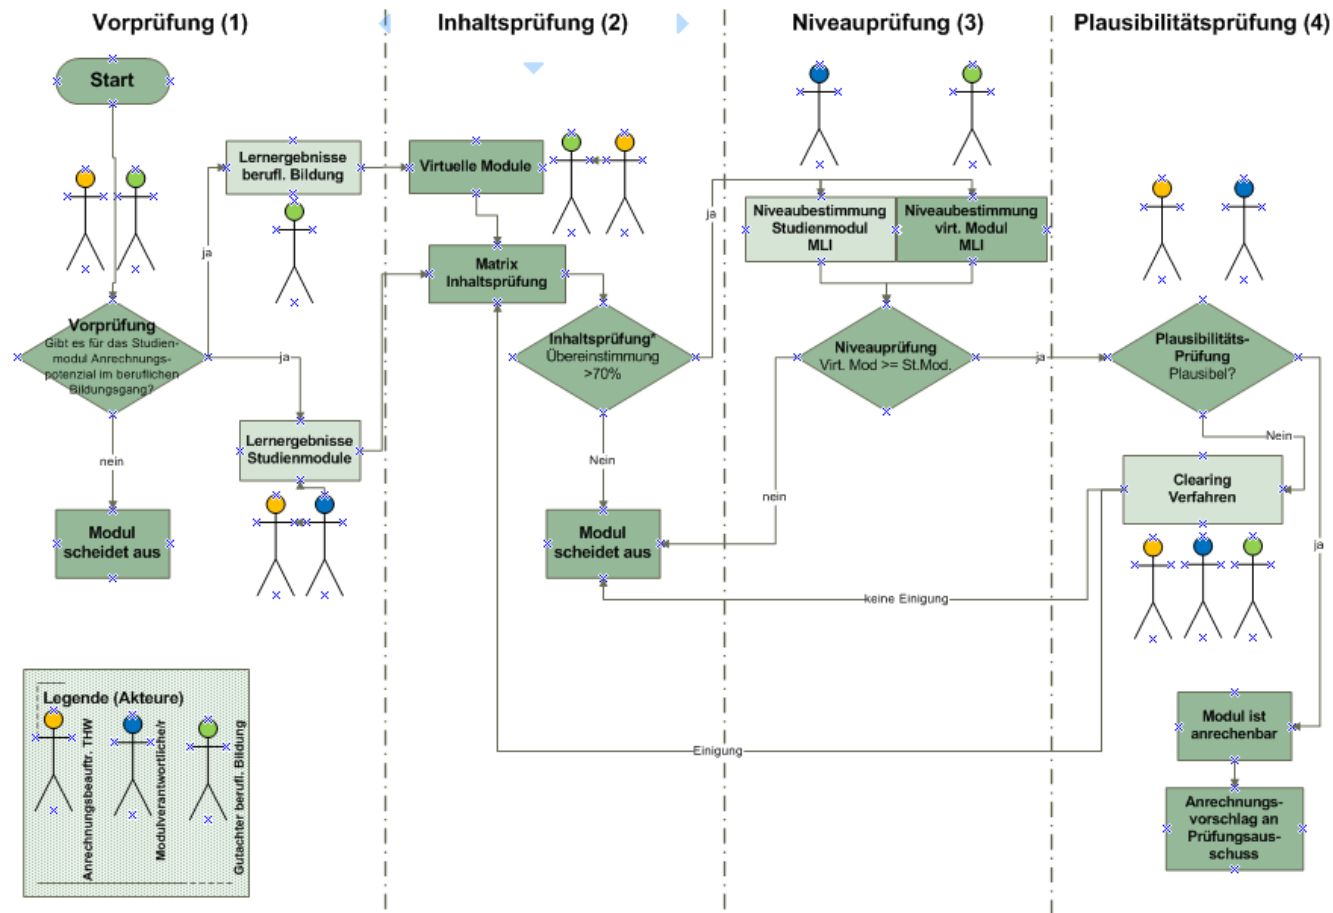 Vorprüfung (1)
Inhaltsprüfung (2)
Niveauprüfung (3)
Plausibilitätsprüfung (4)
Start
Lernergebnisse
berufl. Bildung
ja
Vorprüfung
Gibt es für das Studien-
modul Anrechnungs-
potenzial im beruflichen
Bildungsgang?
ja
Lernergebnisse
Studienmodule
nein
Modul
scheidet aus
Virtuelle Module
Matrix
Inhaltsprüfung
Inhaltsprüfung*
Übereinstimmung
>70%
ja
Nein
Modul
scheidet aus
Niveaubestimmung
Studienmodul
MLI
Niveaubestimmung
virt. Modul
MLI
Niveauprüfung
Virt. Mod >= St.Mod.
ja
nein
Plausibilitäts-
Prüfung
Plausibel?
Nein
Clearing
Verfahren
ja
keine Einigung
Einigung
Modul ist
anrechenbar
Anrechnungs-
vorschlag an
Prüfungsaus-
schuss
Legende (Akteure)
Anrechnungsbeauftr. THW
Modulverantwortliche/r
Gutachter berufl. Bildung